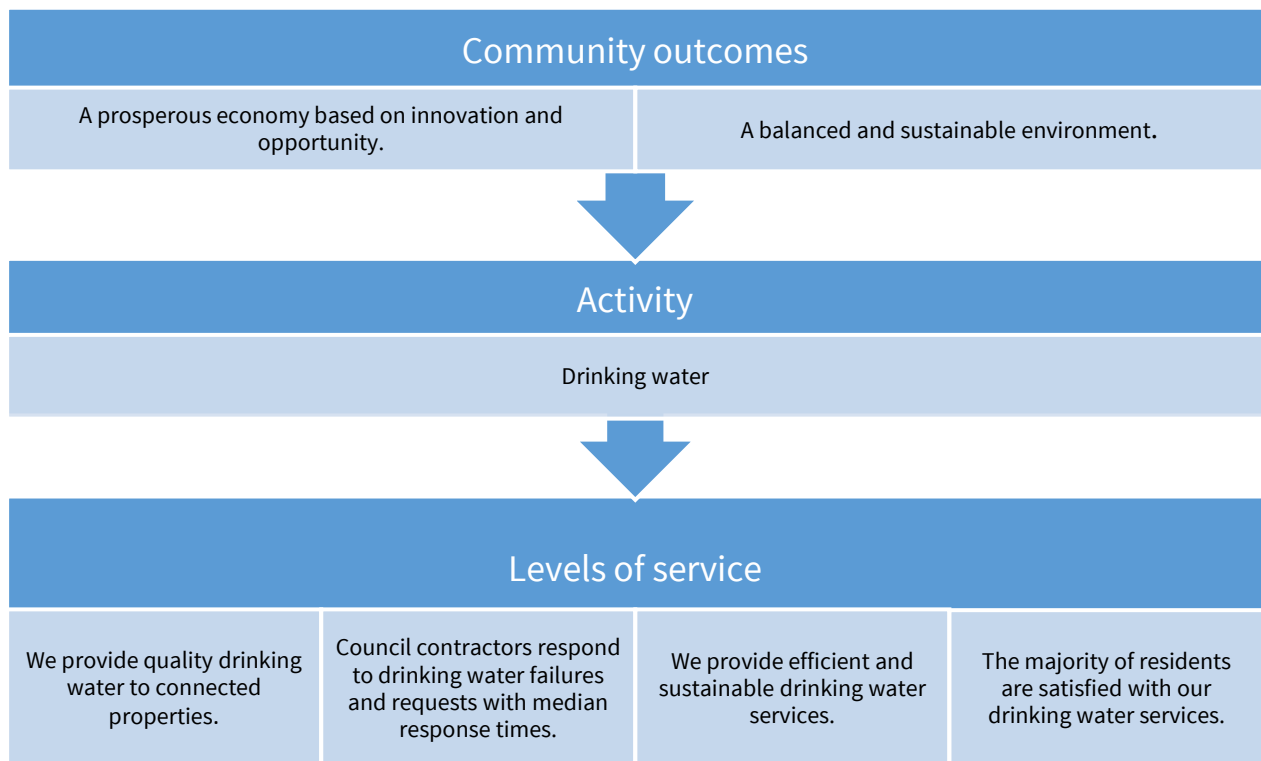 Community outcomes
A prosperous economy based on innovation and
opportunity.
A balanced and sustainable environment.
Activity
Drinking water
Levels of service
We provide quality drinking
water to connected
properties.
Council contractors respond
to drinking water failures
and requests with median
response times.
We provide efficient and
sustainable drinking water
services.
The majority of residents
are satisfied with our
drinking water services.